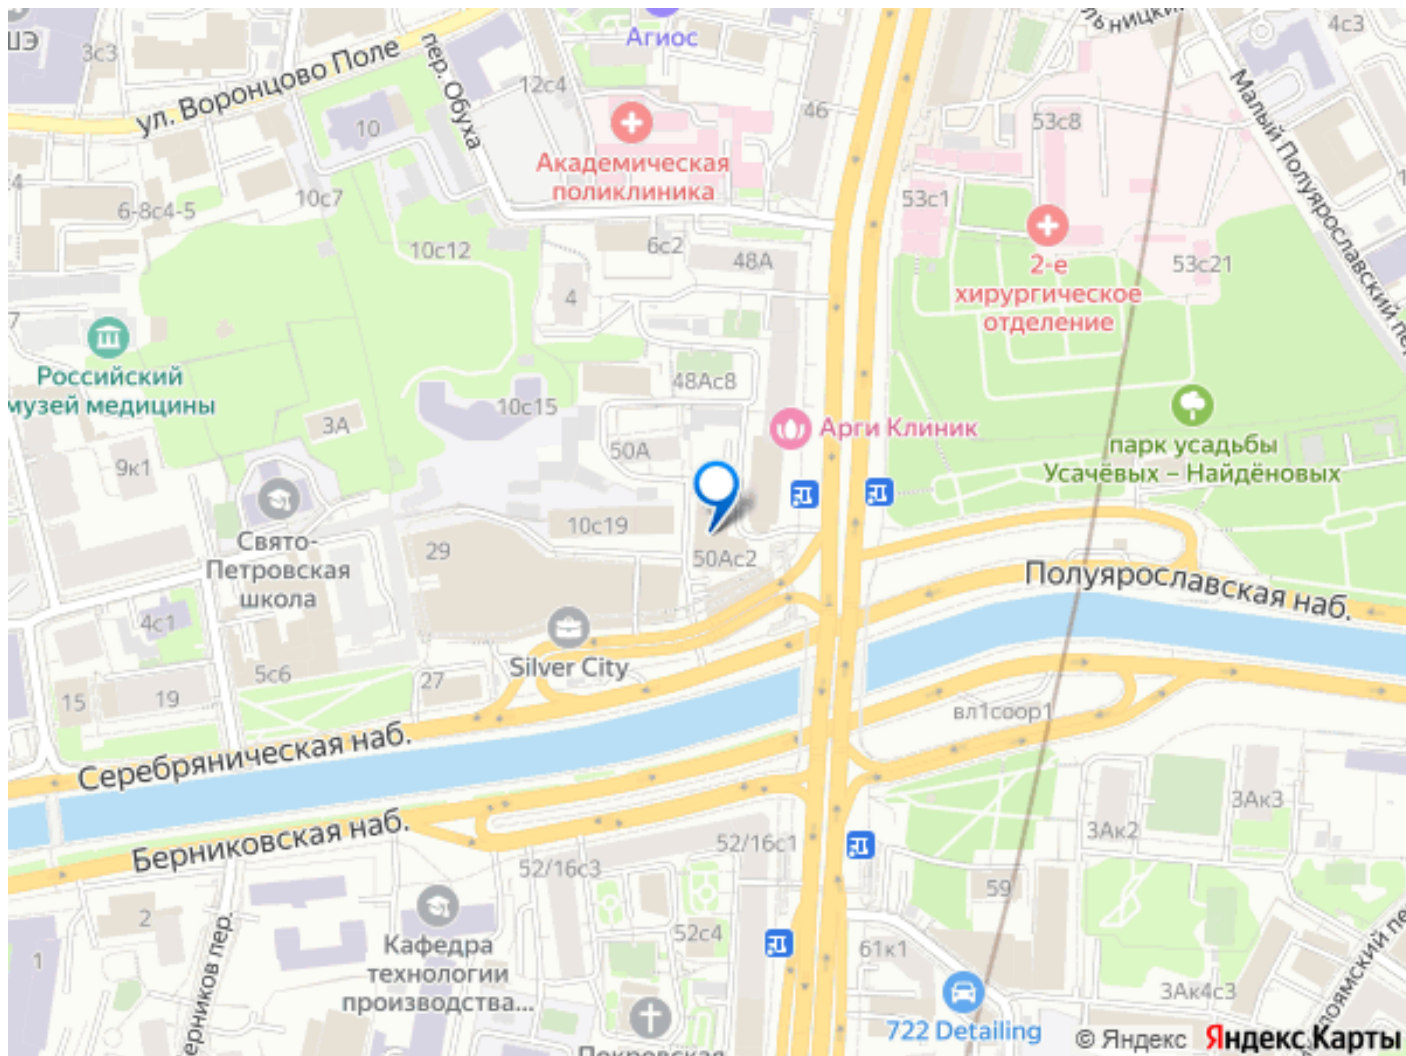 ШЭ
3с3
ул. Воронцово Поле
пер. Обуха
Агиос
12с4
46
4с3
Малый Полуярославский пер.
10
Академическая
поликлиника
53с8
53с1
6-8с4-5
10с7
10с12
6с2
48А
4
2-е
хирургическое
отделение
53с21
Российский
музей медицины
3А
10с15
48Ас8
50А
Арги Клиник
парк усадьбы
Усачёвых – Найдёновых
9к1
Свято-
Петровская
школа
29
10с19
50Ас2
Полуярославская наб.
4с1
5с6
Silver City
27
15
19
вл1соор1
Серебряническая наб.
Берниковская наб.
52/16с3
52/16с1
3Ак3
3Ак2
59
2
1
Кафедра
технологии
производства...
52с4
61к1
3Ак4с3
722 Detailing
Покровская
© Яндекс Яндекс Карты